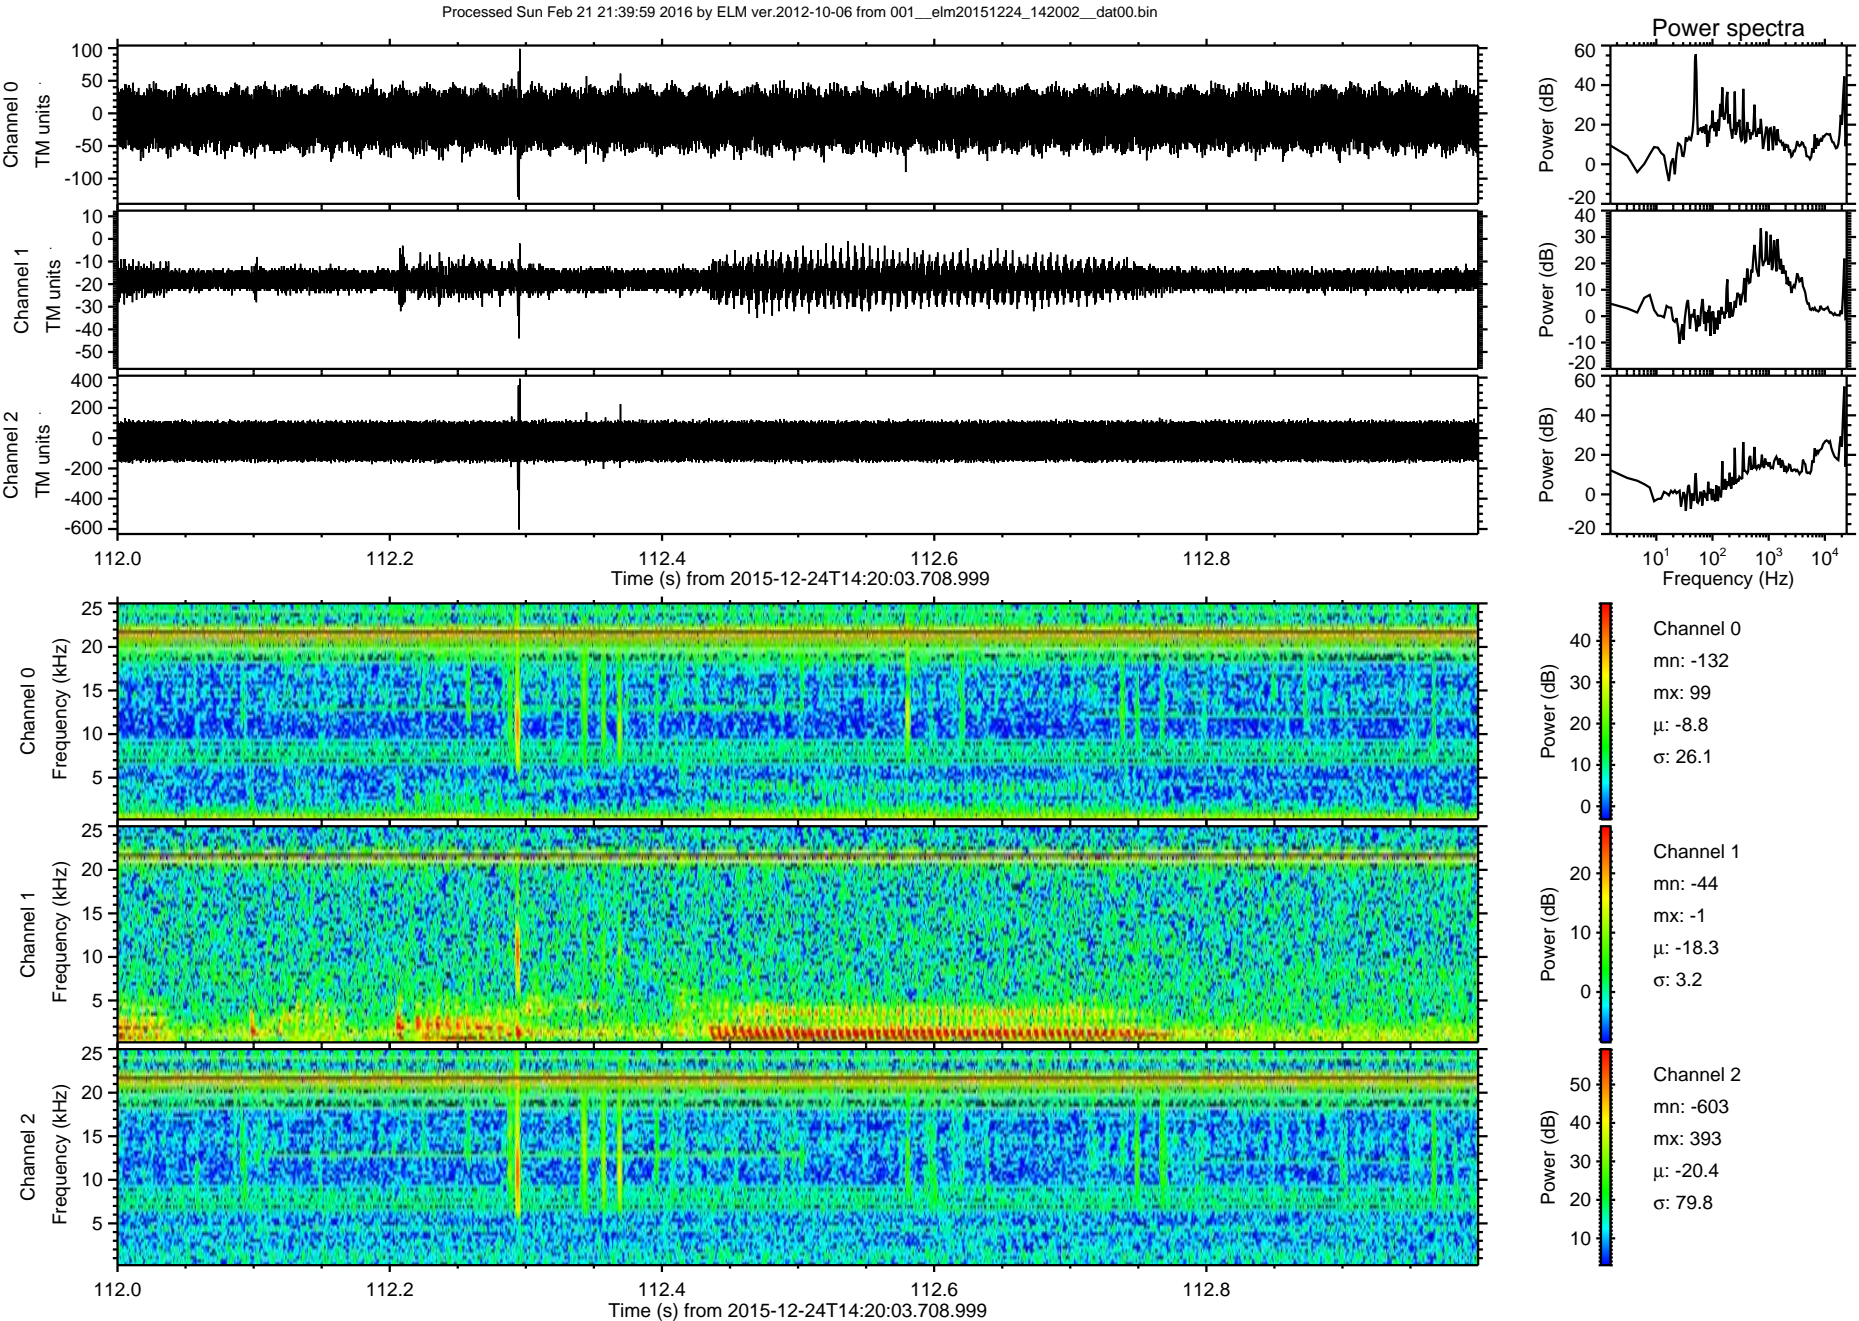 Processed Sun Feb 21 21:39:59 2016 by ELM ver.2012-10-06 from 001__elm20151224_142002__dat00.bin
Power spectra
Channel 0
TM units
100
50
0
-50
-100
Power (dB)
60
40
20
0
-20
Channel 1
TM units
10
0
-10
-20
-30
-40
-50
Power (dB)
40
30
20
10
0
-10
-20
Channel 2
TM units
400
200
0
-200
-400
-600
Power (dB)
60
40
20
0
-20
112.0 112.2 112.4 112.6 112.8
Time (s) from 2015-12-24T14:20:03.708.999
10¹ 10² 10³ 10⁴
Frequency (Hz)
Channel 0
Frequency (kHz)
25
20
15
10
5
Power (dB)
40
30
20
10
0
Channel 0
mn: -132
mx: 99
µ: -8.8
σ: 26.1
Channel 1
Frequency (kHz)
25
20
15
10
5
Power (dB)
20
10
0
Channel 1
mn: -44
mx: -1
µ: -18.3
σ: 3.2
Channel 2
Frequency (kHz)
25
20
15
10
5
Power (dB)
50
40
30
20
10
Channel 2
mn: -603
mx: 393
µ: -20.4
σ: 79.8
112.0 112.2 112.4 112.6 112.8
Time (s) from 2015-12-24T14:20:03.708.999